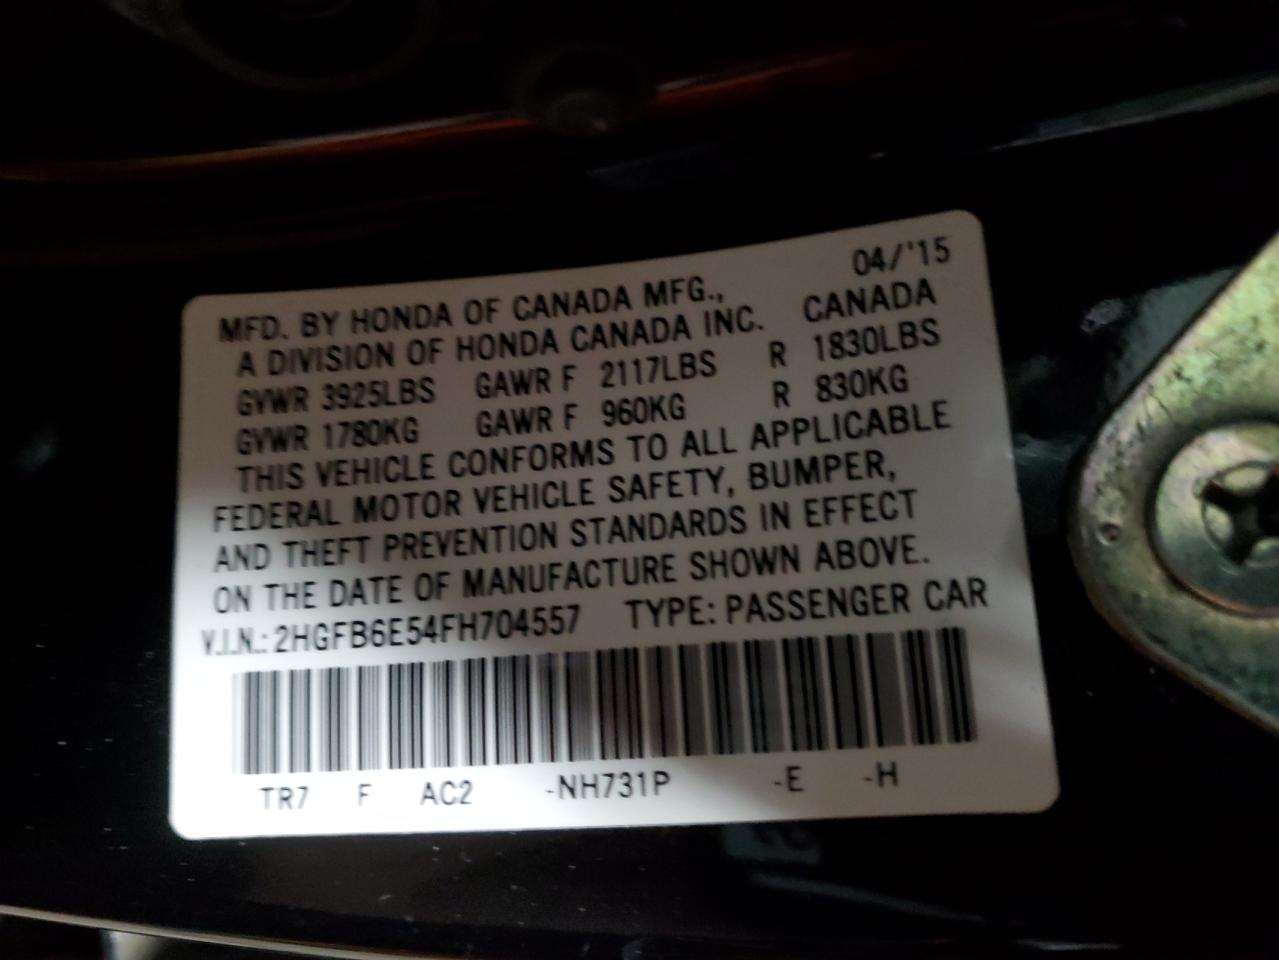 04/'15
MFD. BY HONDA OF CANADA MFG.,
A DIVISION OF HONDA CANADA INC. CANADA
GVWR 3925LBS GAWR F 2117LBS R 1830LBS
GVWR 1780KG GAWR F 960KG R 830KG
THIS VEHICLE CONFORMS TO ALL APPLICABLE
FEDERAL MOTOR VEHICLE SAFETY, BUMPER,
AND THEFT PREVENTION STANDARDS IN EFFECT
ON THE DATE OF MANUFACTURE SHOWN ABOVE.
V.I.N.: 2HGFB6E54FH704557 TYPE: PASSENGER CAR
TR7 F AC2 -NH731P -E -H